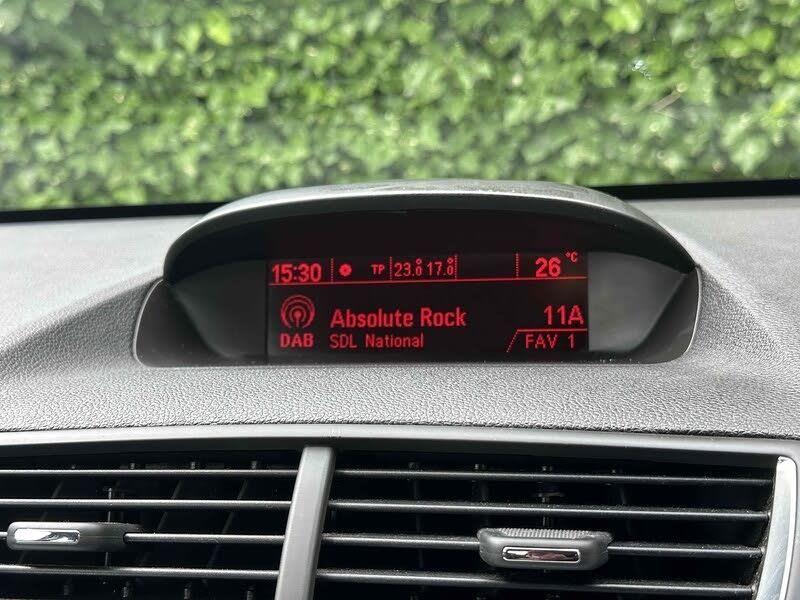 15:30 TP 23.0° 17.0° 26 °C
Absolute Rock 11A
DAB SDL National FAV 1